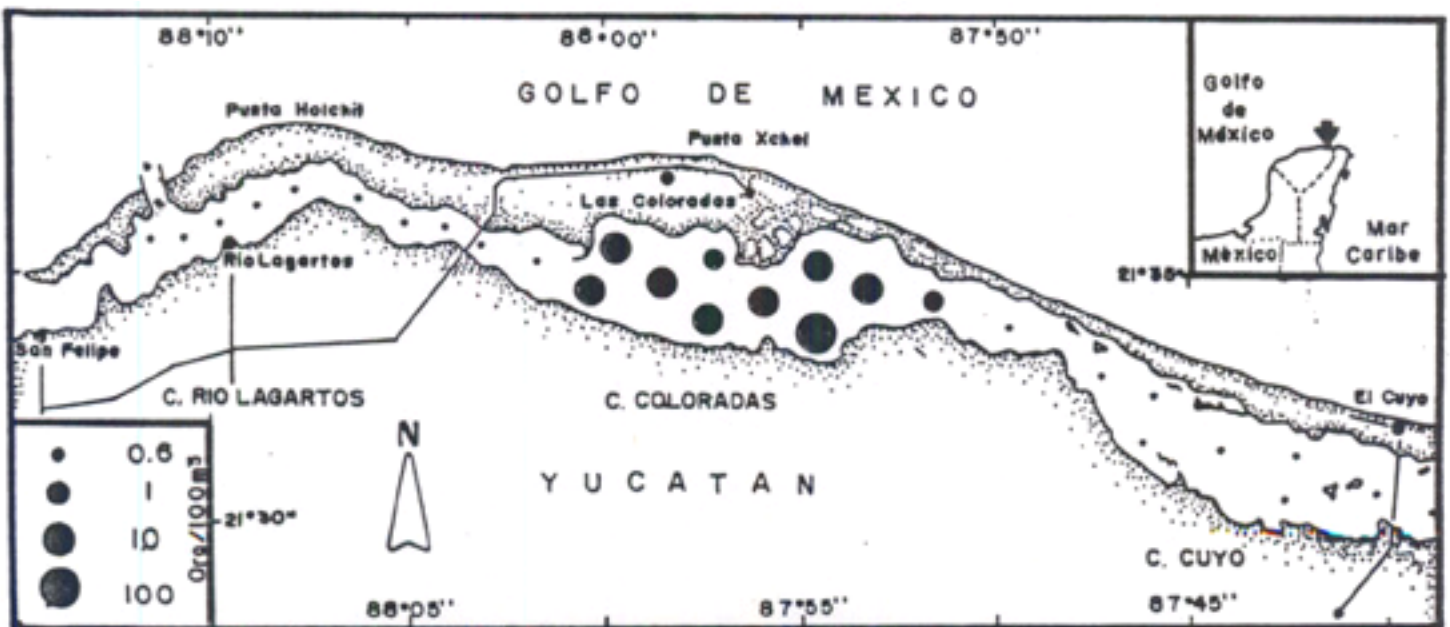 88°10'' 86°00'' 87°50''
GOLFO DE MEXICO
Golfo
de
México
México
Mar
Caribe
Punta Holchit
Punta Xchel
Las Coloradas
Rio Lagartos
21°35'
San Felipe
C. RIO LAGARTOS
C. COLORADAS
El Cuyo
N
YUCATAN
0.6
1
10
100
Org/100m³
21°30''
C. CUYO
88°05'' 87°55'' 87°45''